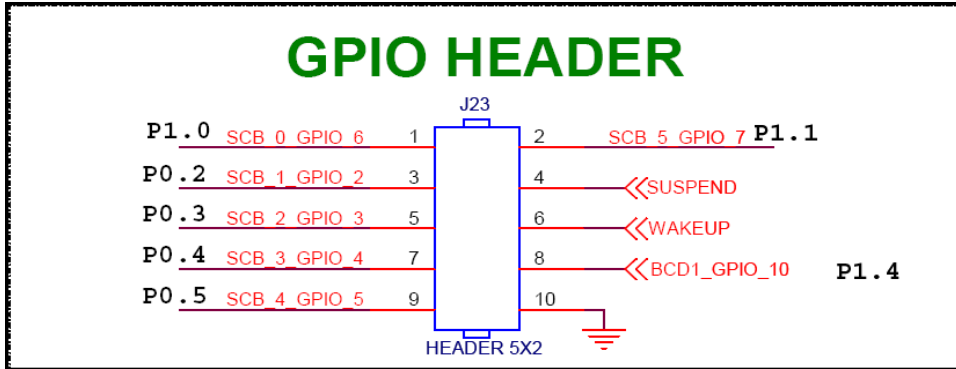 GPIO HEADER
J23
P1.0 SCB_0_GPIO_6 1 2 SCB_5_GPIO_7 P1.1
P0.2 SCB_1_GPIO_2 3 4 SUSPEND
P0.3 SCB_2_GPIO_3 5 6 WAKEUP
P0.4 SCB_3_GPIO_4 7 8 BCD1_GPIO_10 P1.4
P0.5 SCB_4_GPIO_5 9 10
HEADER 5X2